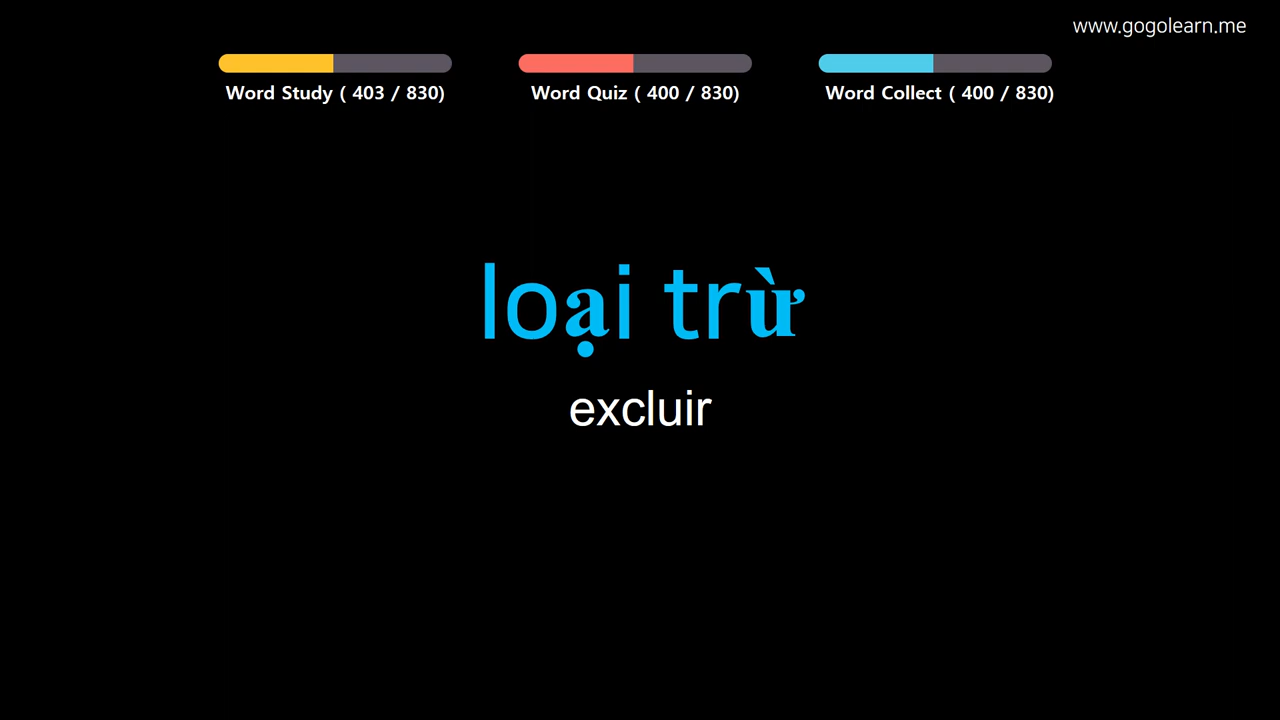 www.gogolearn.me
Word Study ( 403 / 830)
Word Quiz ( 400 / 830)
Word Collect ( 400 / 830)
loại trừ
excluir